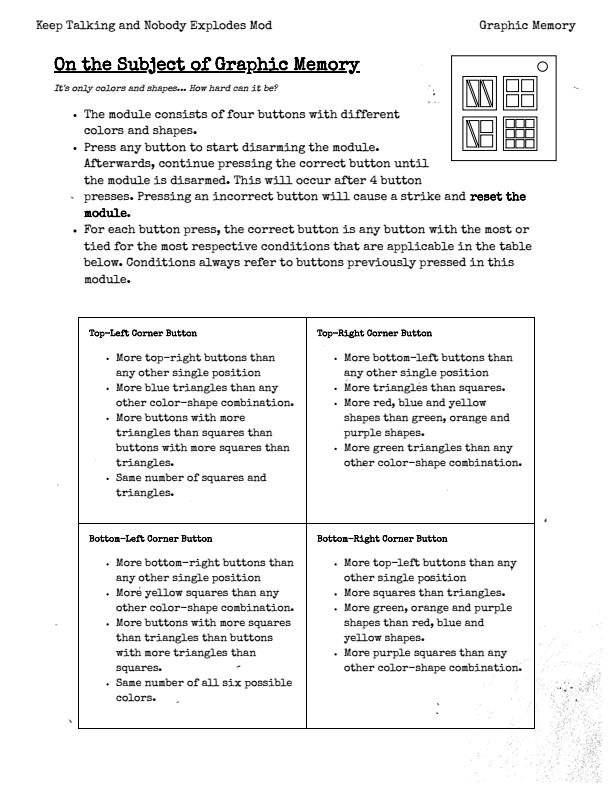 Keep Talking and Nobody Explodes Mod
Graphic Memory
On the Subject of Graphic Memory
It's only colors and shapes... How hard can it be?
• The module consists of four buttons with different
colors and shapes.
• Press any button to start disarming the module.
Afterwards, continue pressing the correct button until
the module is disarmed. This will occur after 4 button
presses. Pressing an incorrect button will cause a strike and reset the
module.
• For each button press, the correct button is any button with the most or
tied for the most respective conditions that are applicable in the table
below. Conditions always refer to buttons previously pressed in this
module.
Top-Left Corner Button
• More top-right buttons than
any other single position
• More blue triangles than any
other color-shape combination.
• More buttons with more
triangles than squares than
buttons with more squares than
triangles.
• Same number of squares and
triangles.
Top-Right Corner Button
• More bottom-left buttons than
any other single position
• More triangles than squares.
• More red, blue and yellow
shapes than green, orange and
purple shapes.
• More green triangles than any
other color-shape combination.
Bottom-Left Corner Button
• More bottom-right buttons than
any other single position
• More yellow squares than any
other color-shape combination.
• More buttons with more squares
than triangles than buttons
with more triangles than
squares.
• Same number of all six possible
colors.
Bottom-Right Corner Button
• More top-left buttons than any
other single position
• More squares than triangles.
• More green, orange and purple
shapes than red, blue and
yellow shapes.
• More purple squares than any
other color-shape combination.